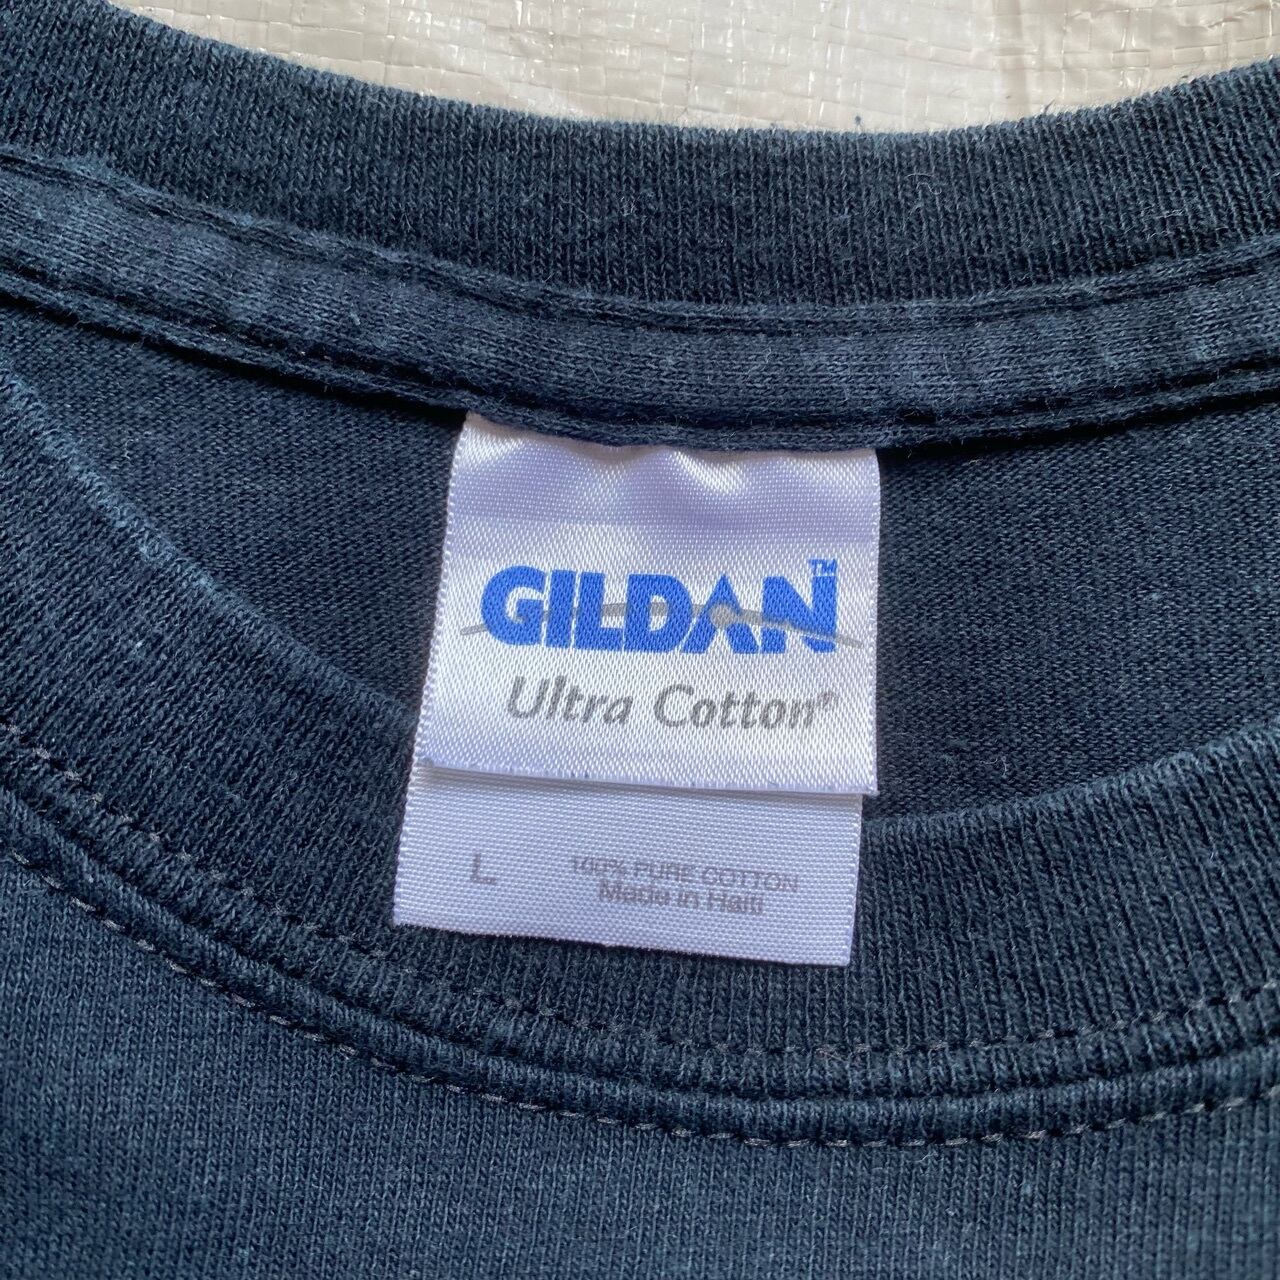 GILDAN™
Ultra Cotton®
L
100% PURE COTTON
Made in Haiti